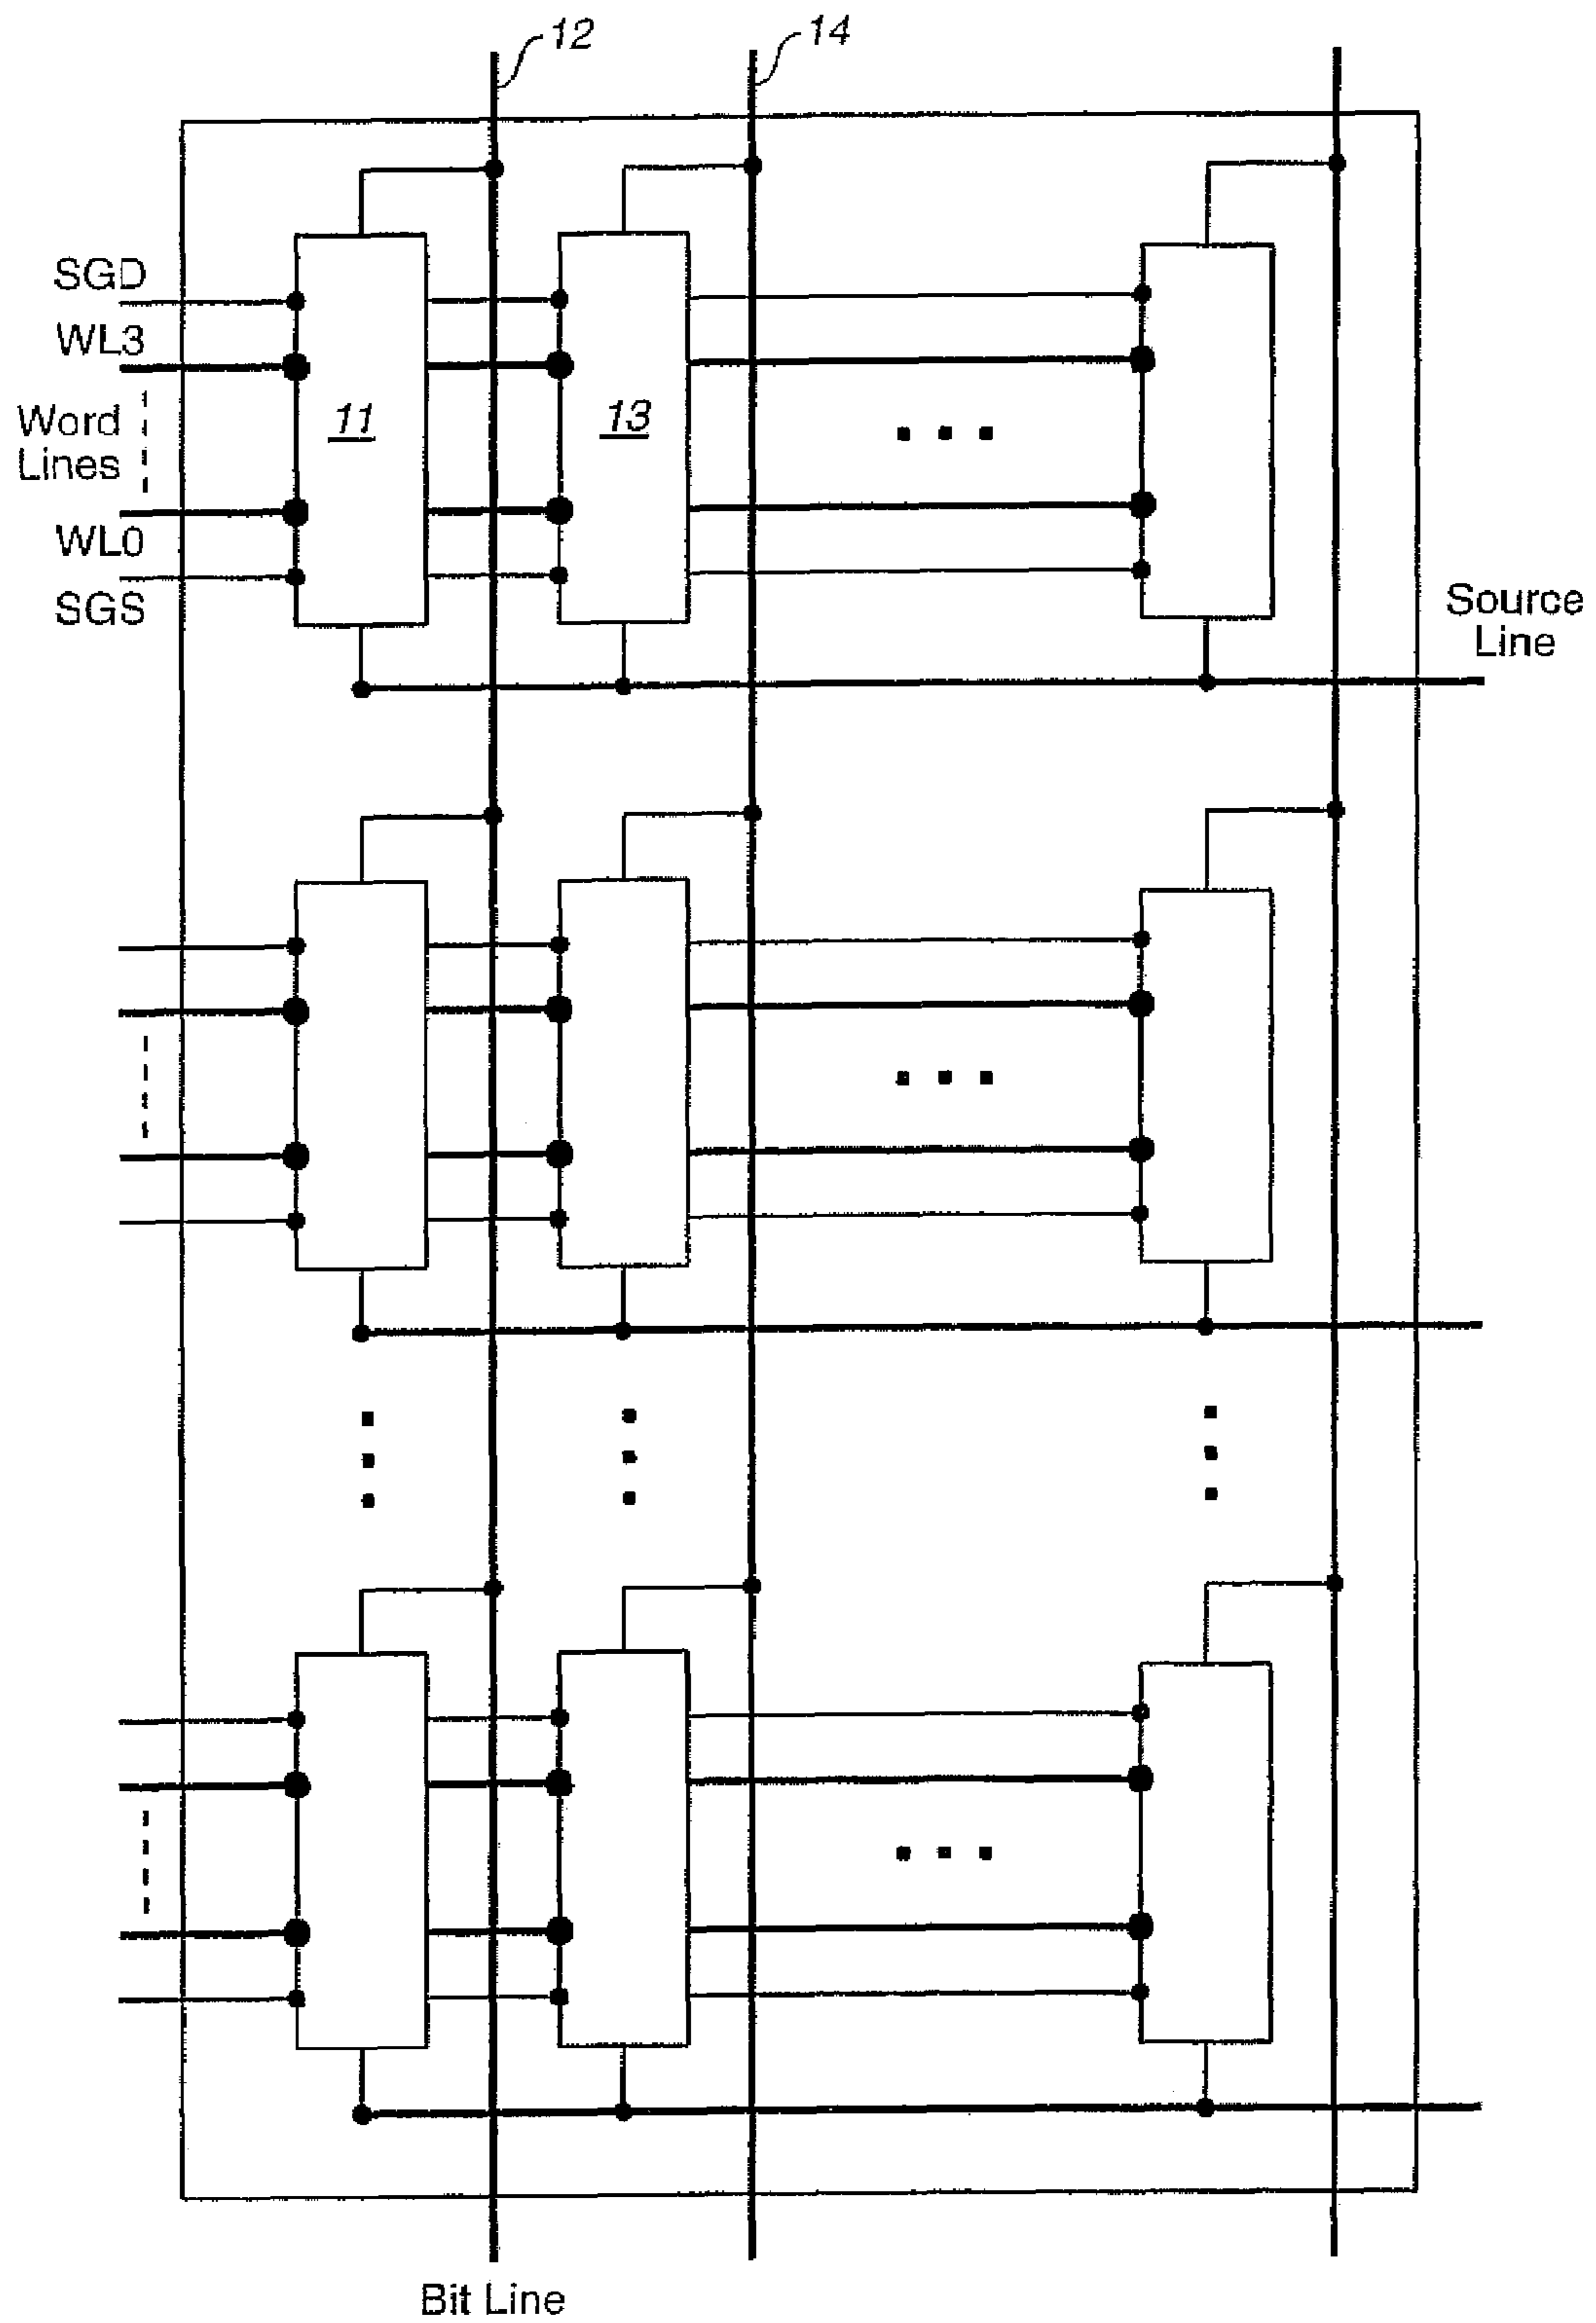 12
14
SGD
WL3
Word
Lines
11
13
WL0
SGS
Source
Line
Bit Line